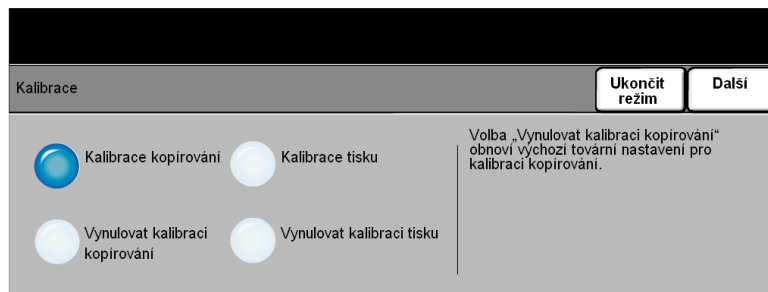 Kalibrace
Ukončit
režim
Další
Kalibrace kopírování
Kalibrace tisku
Vynulovat kalibraci
kopírování
Vynulovat kalibraci tisku
Volba „Vynulovat kalibraci kopírování“
obnoví výchozí tovární nastavení pro
kalibraci kopírování.